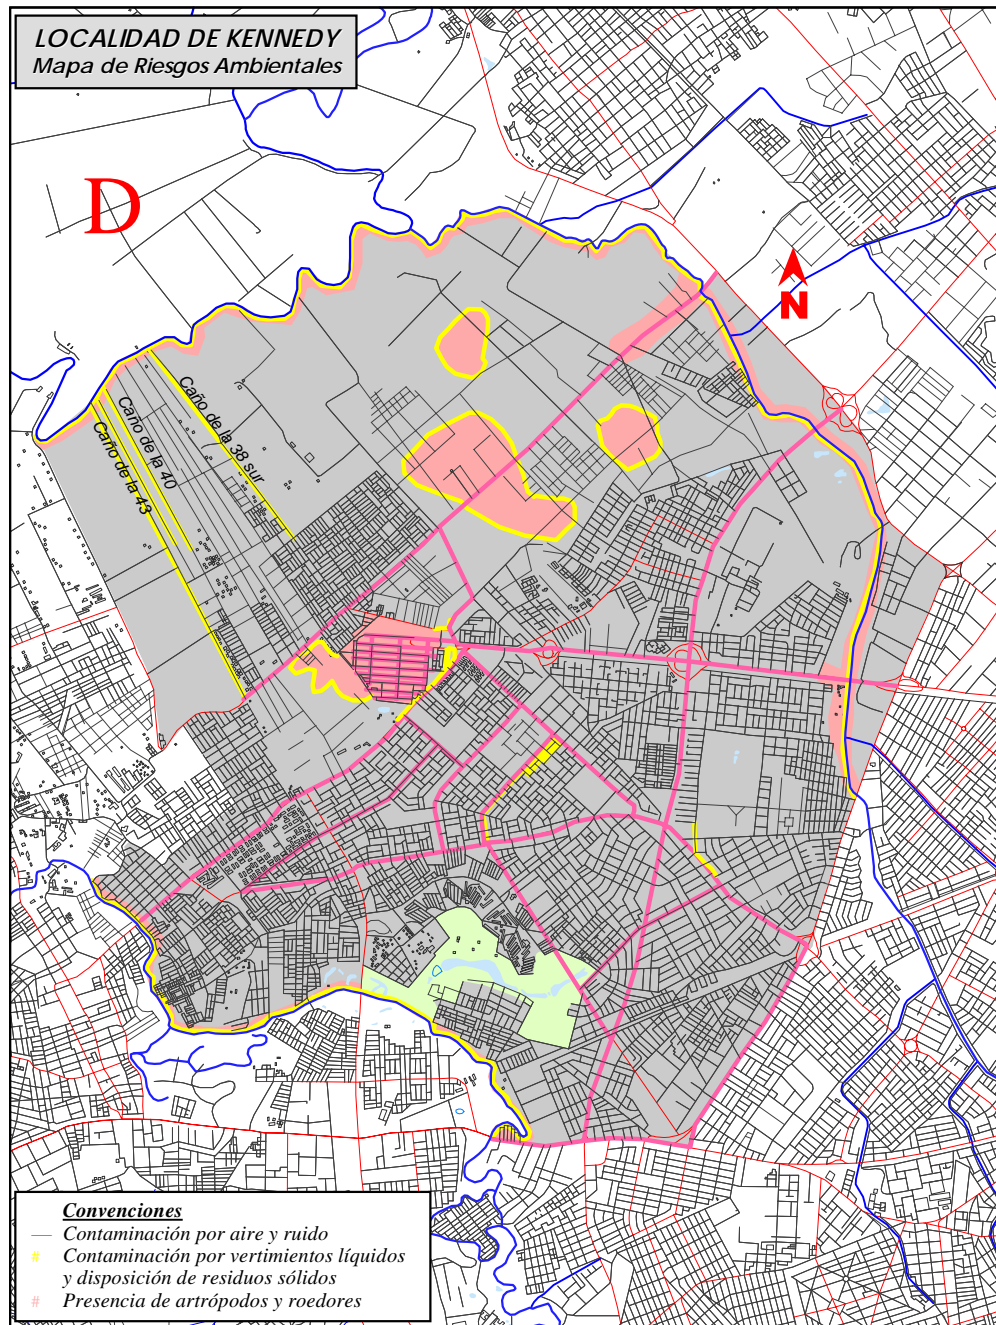 LOCALIDAD DE KENNEDY
Mapa de Riesgos Ambientales
D
N
Caño de la 38 sur
Caño de la 40
Caño de la 43
Convenciones
Contaminación por aire y ruido
# Contaminación por vertimientos líquidos
y disposición de residuos sólidos
# Presencia de artrópodos y roedores